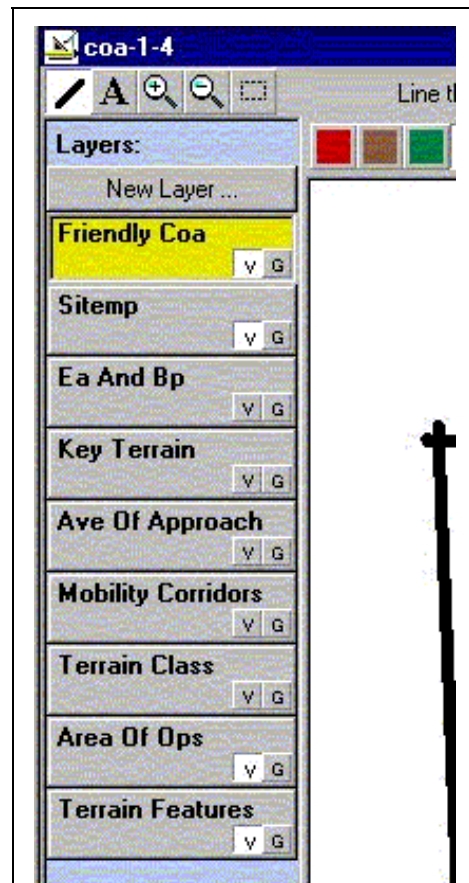 coa-1-4
A
Line th
Layers:
New Layer ...
Friendly Coa
V G
Sitemp
V G
Ea And Bp
V G
Key Terrain
V G
Ave Of Approach
V G
Mobility Corridors
V G
Terrain Class
V G
Area Of Ops
V G
Terrain Features
V G